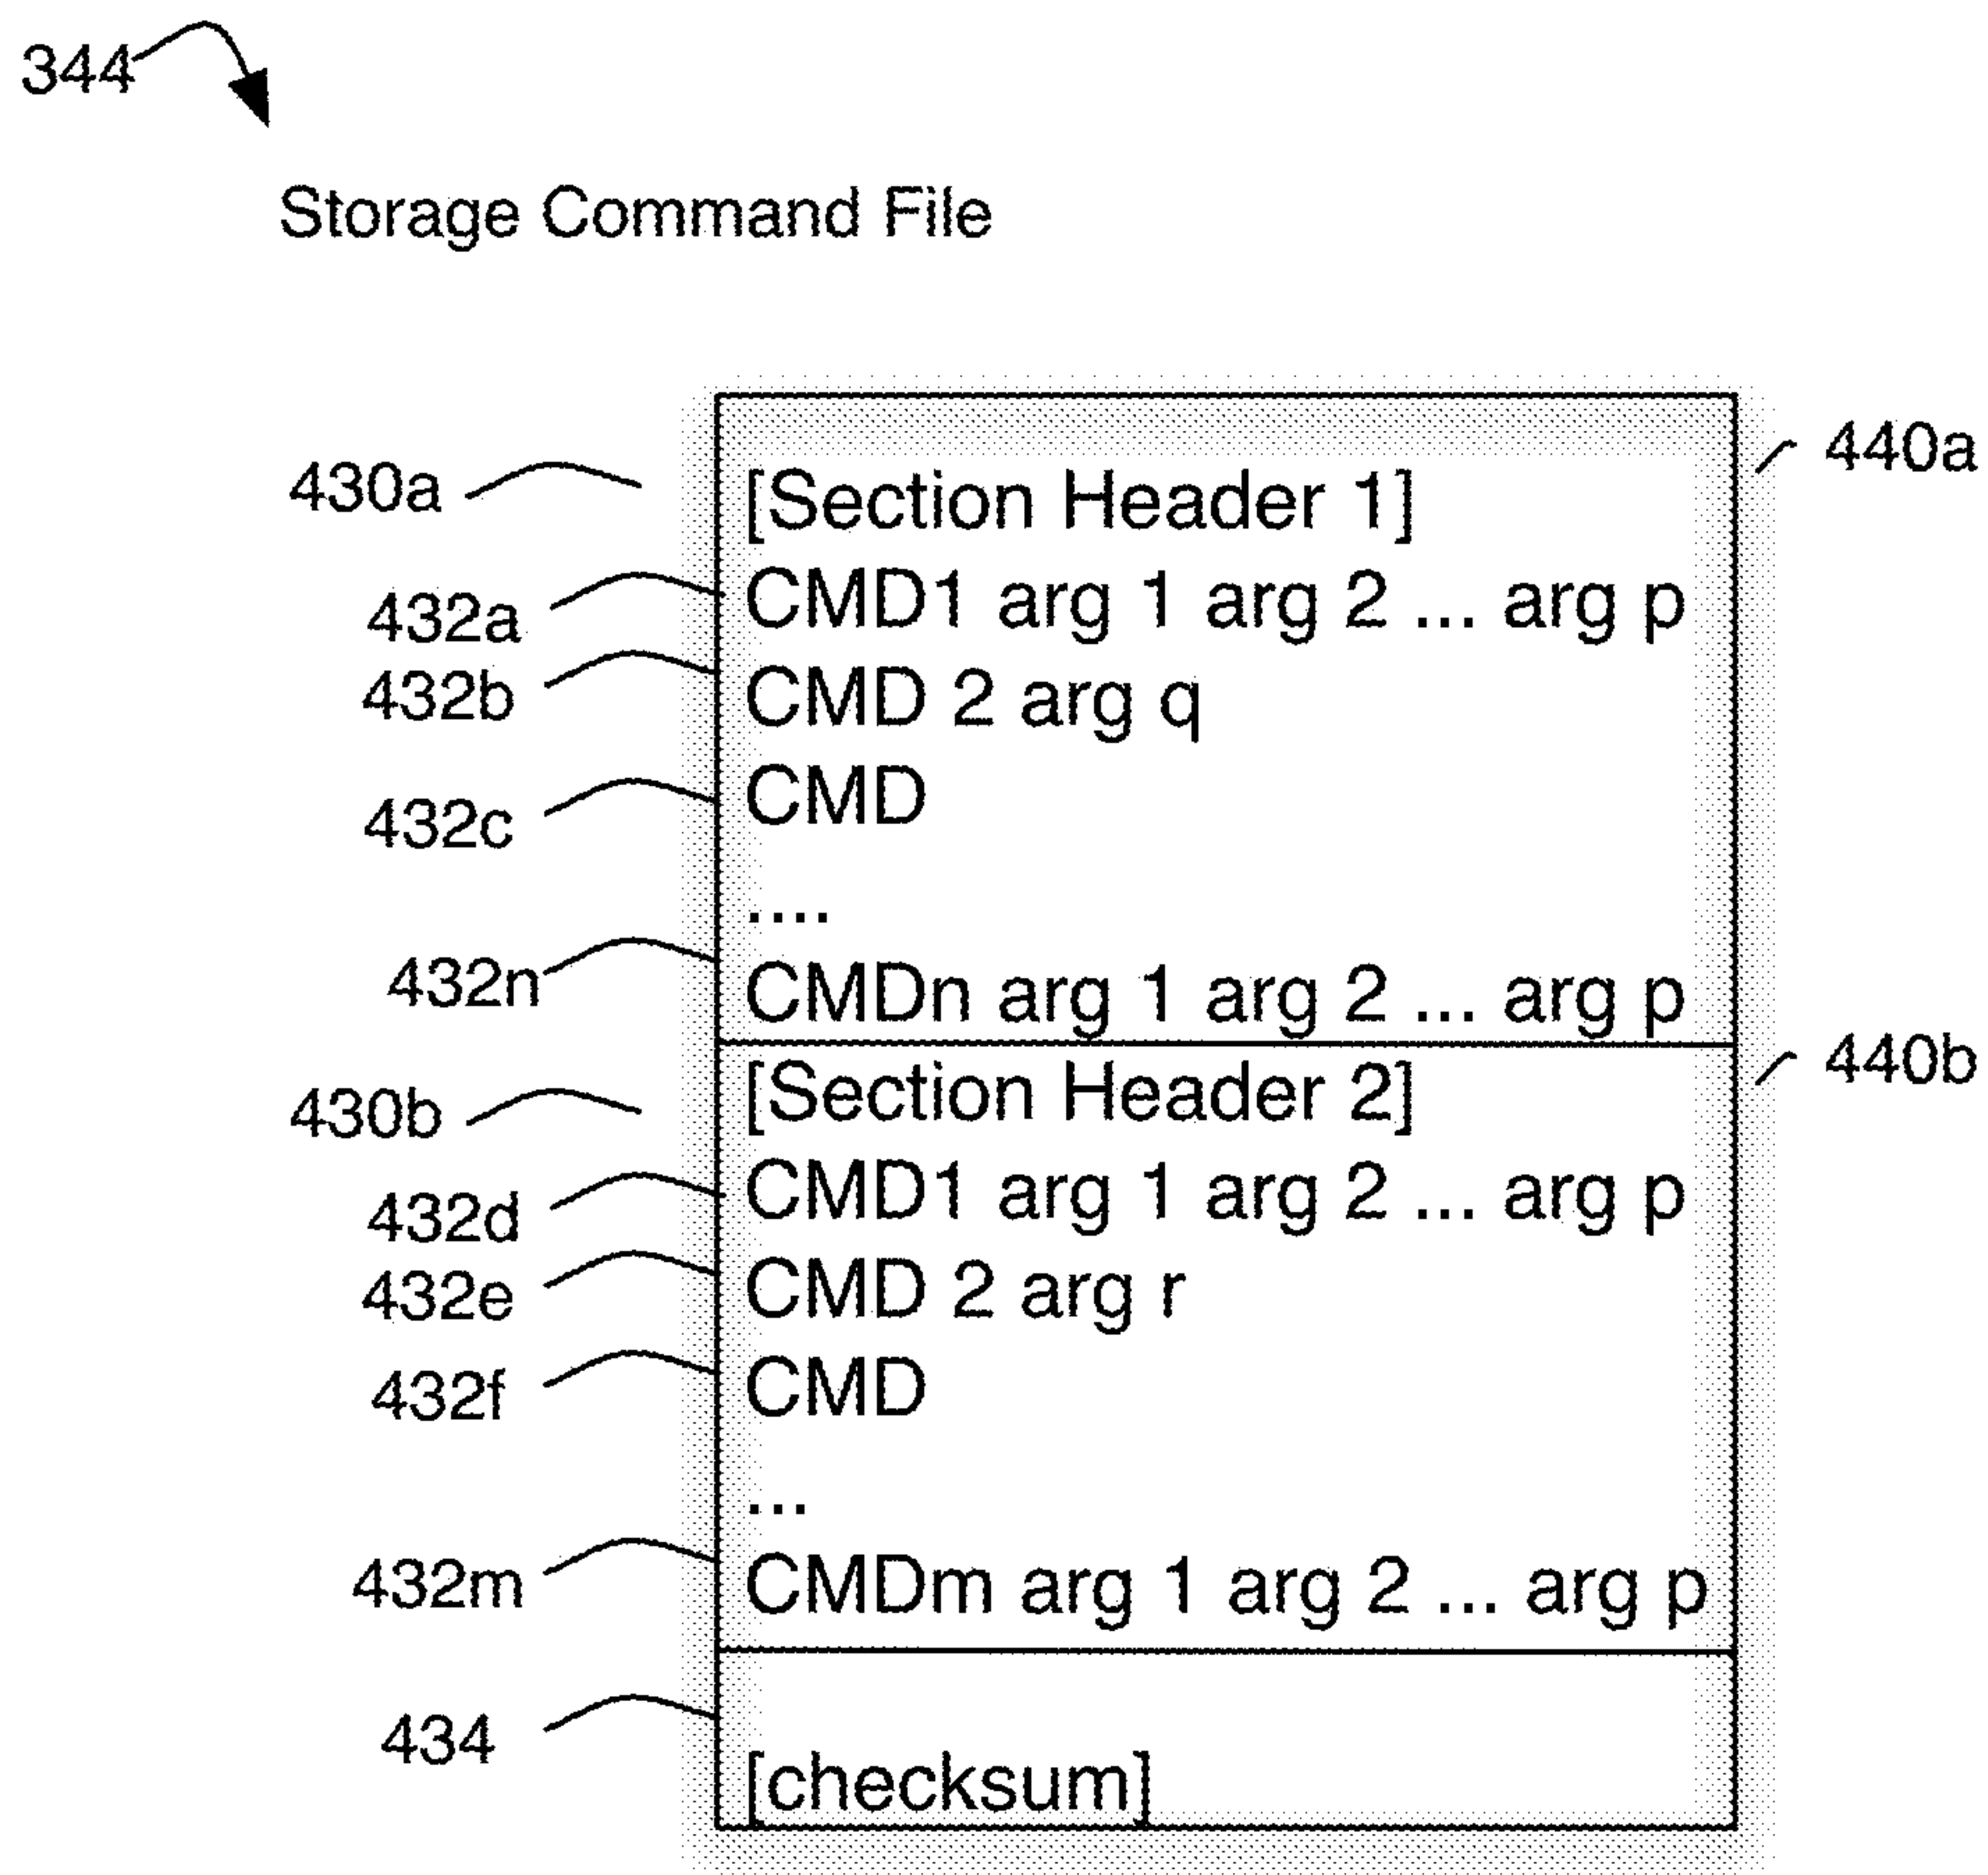 344
Storage Command File
440a
430a [Section Header 1]
432a CMD1 arg 1 arg 2 ... arg p
432b CMD 2 arg q
432c CMD
....
432n CMDn arg 1 arg 2 ... arg p
440b
430b [Section Header 2]
432d CMD1 arg 1 arg 2 ... arg p
432e CMD 2 arg r
432f CMD
...
432m CMDm arg 1 arg 2 ... arg p
434
[checksum]